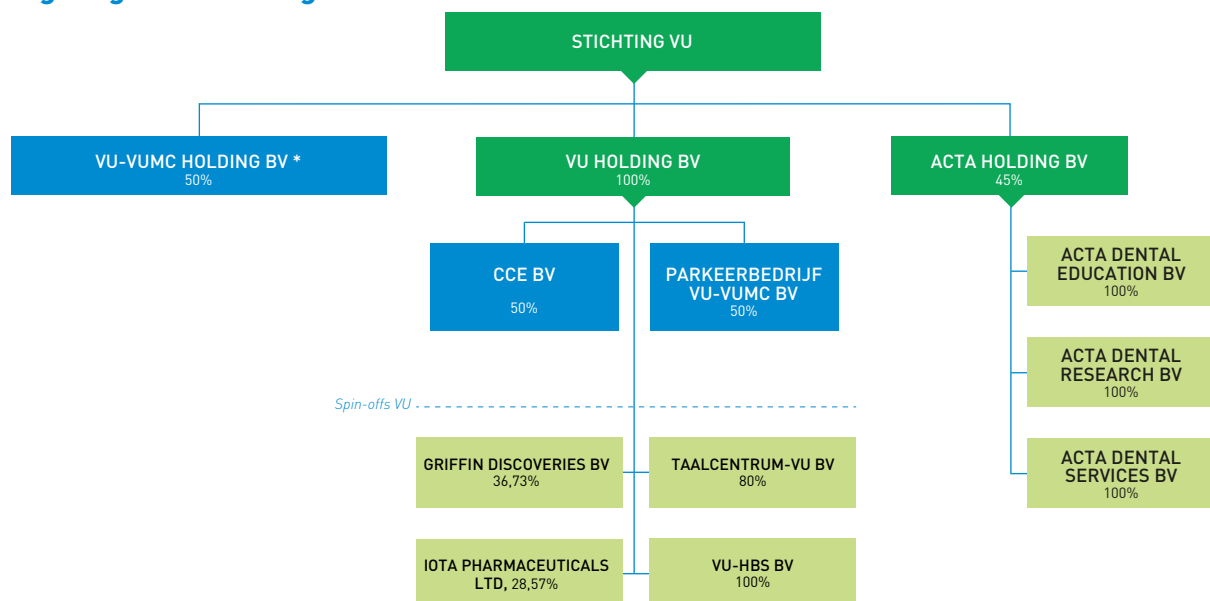 STICHTING VU
VU-VUMC HOLDING BV *
50%
VU HOLDING BV
100%
ACTA HOLDING BV
45%
CCE BV
50%
PARKEERBEDRIJF
VU-VUMC BV
50%
ACTA DENTAL
EDUCATION BV
100%
ACTA DENTAL
RESEARCH BV
100%
Spin-offs VU
GRIFFIN DISCOVERIES BV
36,73%
TAALCENTRUM-VU BV
80%
ACTA DENTAL
SERVICES BV
100%
IOTA PHARMACEUTICALS
LTD, 28,57%
VU-HBS BV
100%